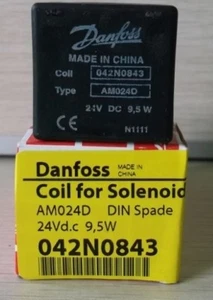 Danfoss
MADE IN CHINA
Coil 042N0843
Type AM024D
24V DC 9,5W
CE N1111
Danfoss MADE IN CHINA
Coil for Solenoid
AM024D DIN Spade
24Vd.c 9,5W
042N0843